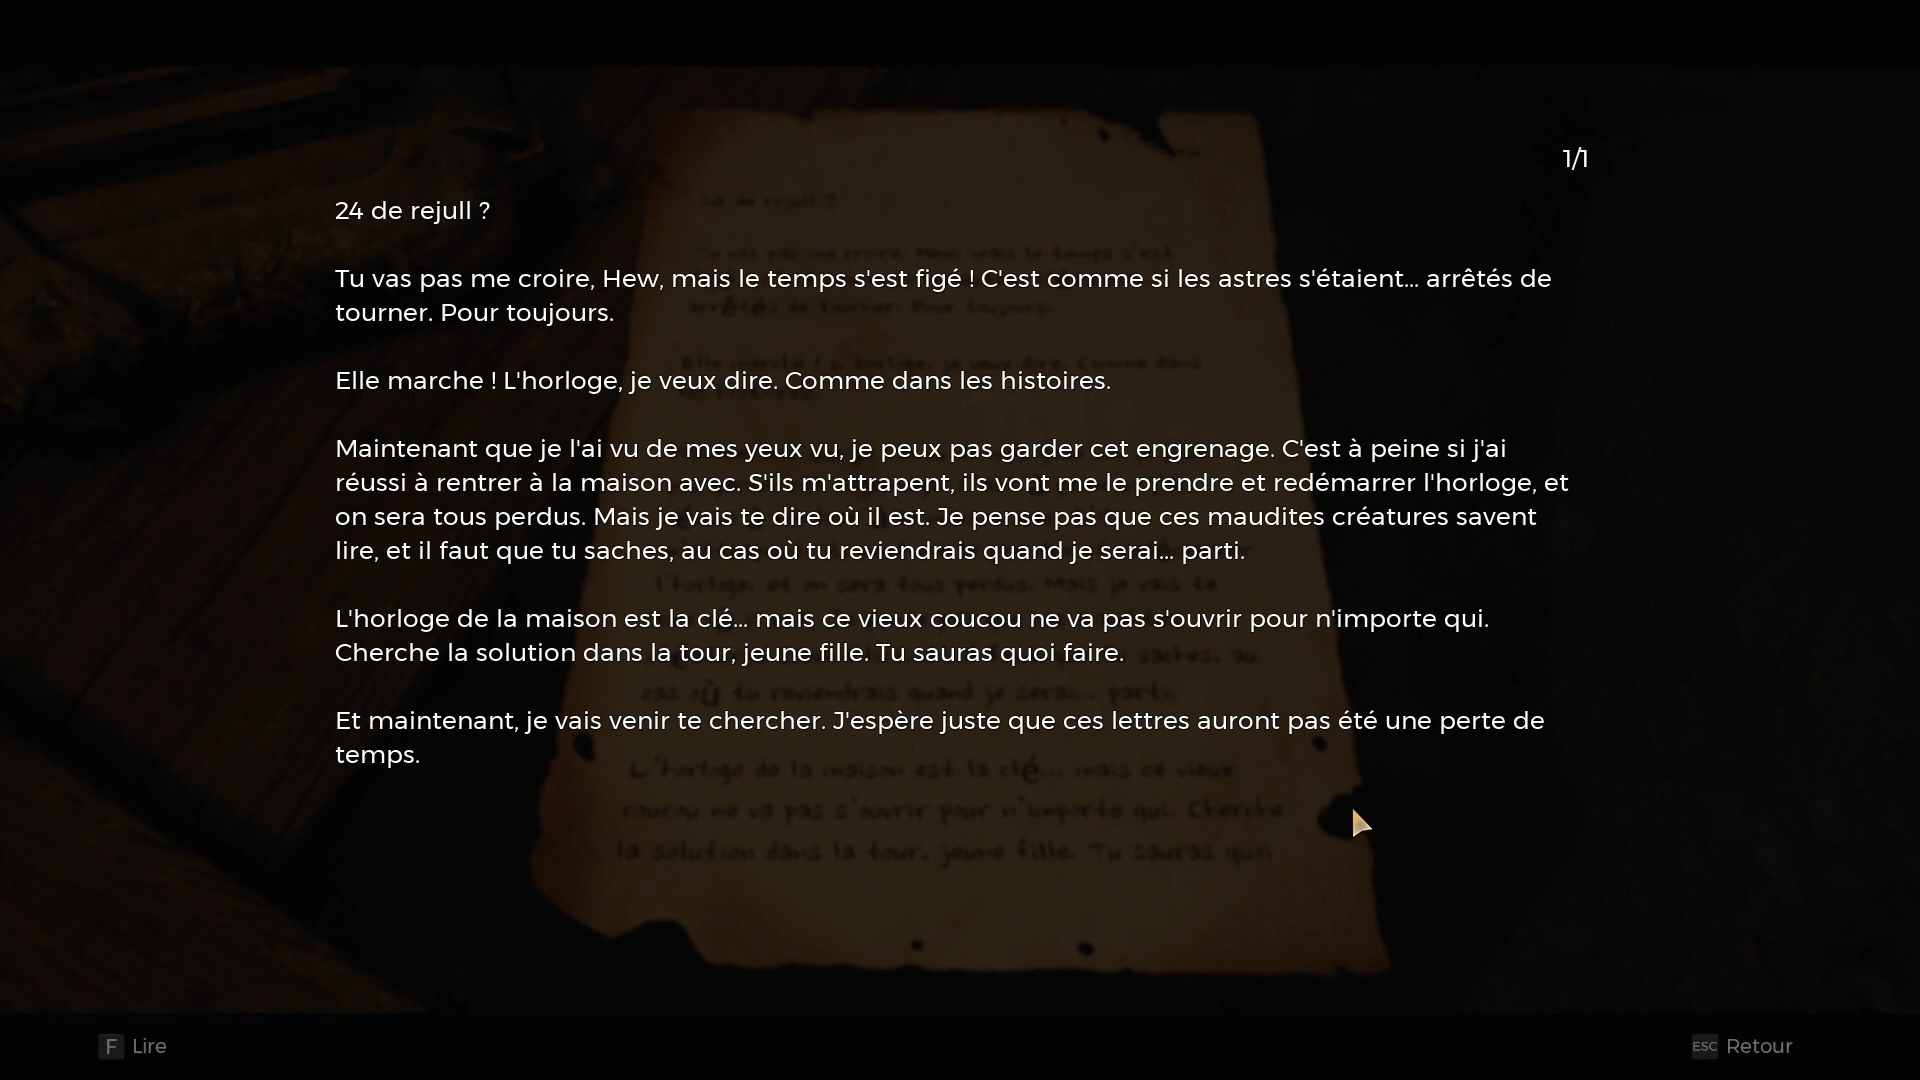 1/1
24 de rejull ?
Tu vas pas me croire, Hew, mais le temps s'est figé ! C'est comme si les astres s'étaient... arrêtés de
tourner. Pour toujours.
Elle marche ! L'horloge, je veux dire. Comme dans les histoires.
Maintenant que je l'ai vu de mes yeux vu, je peux pas garder cet engrenage. C'est à peine si j'ai
réussi à rentrer à la maison avec. S'ils m'attrapent, ils vont me le prendre et redémarrer l'horloge, et
on sera tous perdus. Mais je vais te dire où il est. Je pense pas que ces maudites créatures savent
lire, et il faut que tu saches, au cas où tu reviendrais quand je serai... parti.
L'horloge de la maison est la clé... mais ce vieux coucou ne va pas s'ouvrir pour n'importe qui.
Cherche la solution dans la tour, jeune fille. Tu sauras quoi faire.
Et maintenant, je vais venir te chercher. J'espère juste que ces lettres auront pas été une perte de
temps.
F Lire
ESC Retour